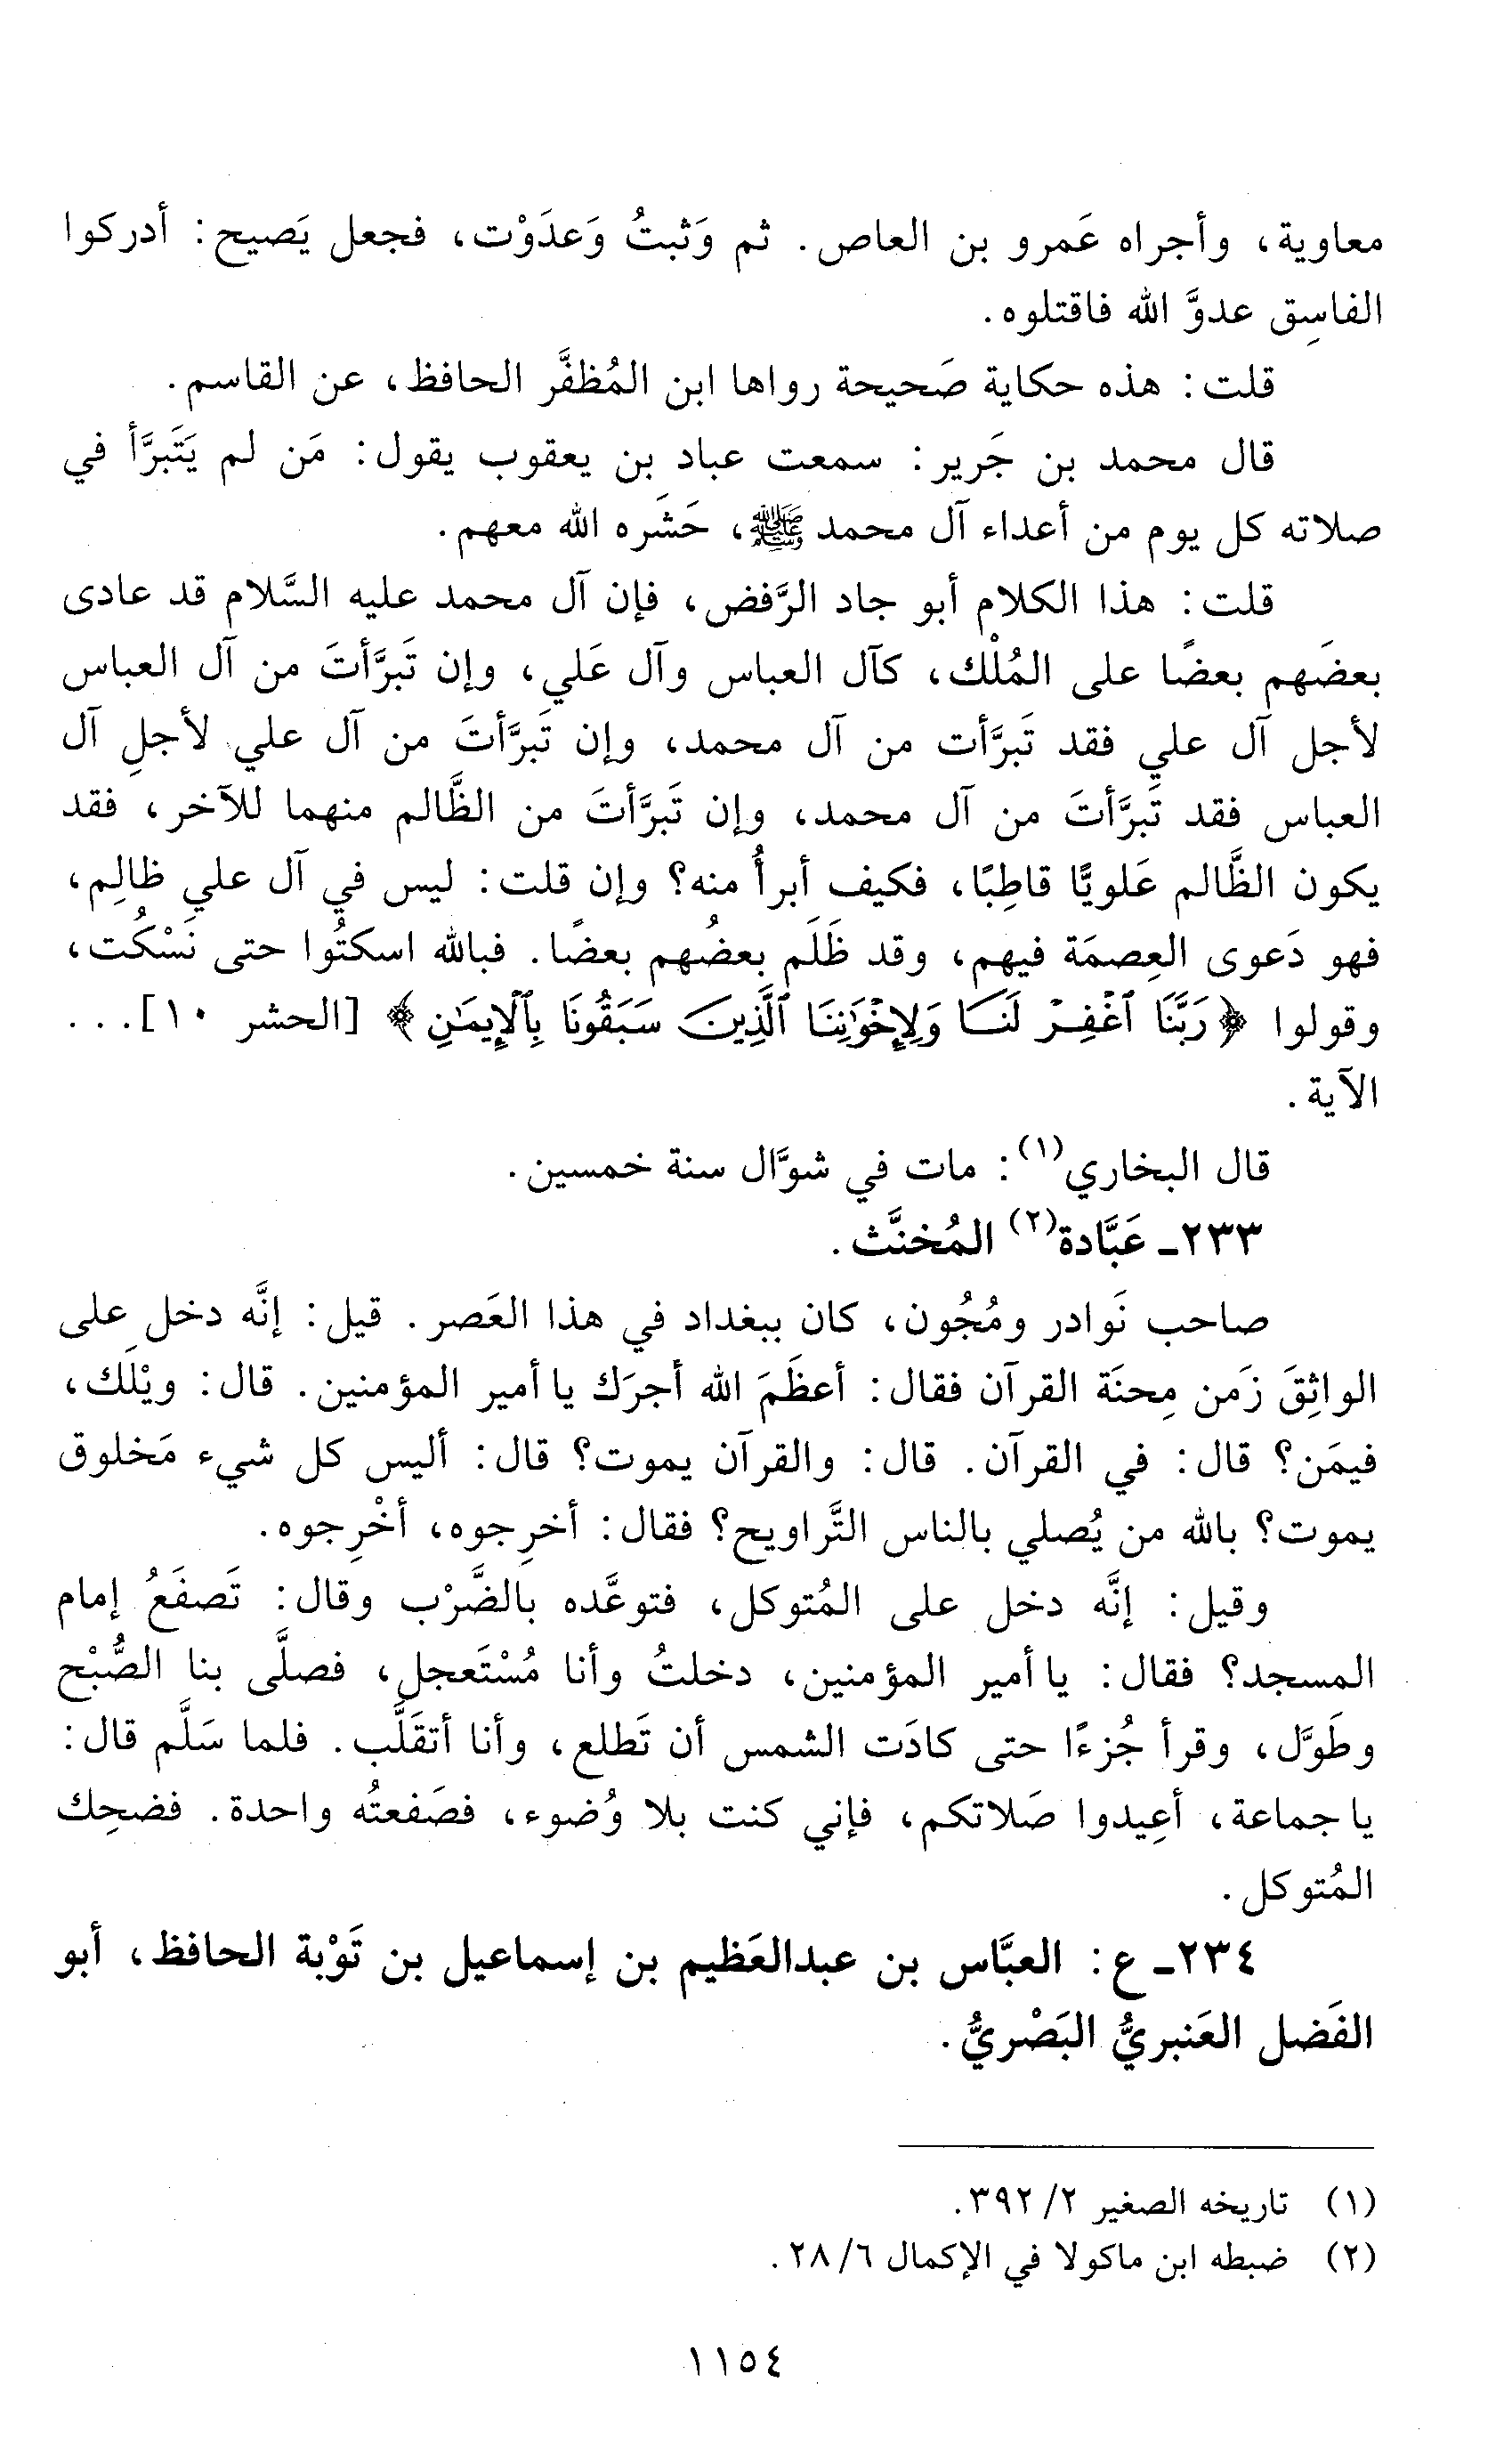 معاوية، وأجراه عَمرو بن العاص. ثم وَثبتُ وَعدَوْت، فجعل يَصيح: أدركوا
الفاسِق عدوَّ الله فاقتلوه.
قلت: هذه حكاية صَحيحة رواها ابن المُظفَّر الحافظ، عن القاسم.
قال محمد بن جَرير: سمعت عباد بن يعقوب يقول: مَن لم يَتَبرَّأ في
صلاته كل يوم من أعداء آل محمد ﷺ، حَشَره الله معهم.
قلت: هذا الكلام أبو جاد الرَّفض، فإن آل محمد عليه السَّلام قد عادى
بعضَهم بعضًا على المُلْك، كآل العباس وآل عَلي، وإن تَبرَّأتَ من آل العباس
لأجل آل علي فقد تَبرَّأت من آل محمد، وإن تَبرَّأتَ من آل علي لأجلِ آل
العباس فقد تَبرَّأتَ من آل محمد، وإن تَبرَّأتَ من الظَّالم منهما للآخر، فقد
يكون الظَّالم عَلويًّا قاطِبًا، فكيف أبرأُ منه؟ وإن قلت: ليس في آل علي ظالِم،
فهو دَعوى العِصمَة فيهم، وقد ظَلَم بعضُهم بعضًا. فبالله اسكتُوا حتى نَسْكُت،
وقولوا ﴿رَبَّنَا ٱغْفِرْ لَنَا وَلِإِخْوَٰنِنَا ٱلَّذِينَ سَبَقُونَا بِٱلْإِيمَٰنِ﴾ [الحشر ١٠]...
الآية.
قال البخاري(١): مات في شوَّال سنة خمسين.
٢٣٣- عَبَّادة(٢) المُخنَّث.
صاحب نَوادر ومُجُون، كان ببغداد في هذا العَصر. قيل: إنَّه دخل على
الواثِقَ زَمن مِحنَة القرآن فقال: أعظَمَ الله أجرَك يا أمير المؤمنين. قال: ويْلَك،
فيمَن؟ قال: في القرآن. قال: والقرآن يموت؟ قال: أليس كل شيء مَخلوق
يموت؟ بالله من يُصلي بالناس التَّراويح؟ فقال: أخرِجوه، أخْرِجوه.
وقيل: إنَّه دخل على المُتوكل، فتوعَّده بالضَّرْب وقال: تَصفَعُ إمام
المسجد؟ فقال: يا أمير المؤمنين، دخلتُ وأنا مُسْتَعجل، فصلَّى بنا الصُّبْح
وطَوَّل، وقرأ جُزءًا حتى كادَت الشمس أن تَطلع، وأنا أتقَلَّب. فلما سَلَّم قال:
يا جماعة، أعِيدوا صَلاتكم، فإني كنت بلا وُضوء، فصَفعتُه واحدة. فضحِك
المُتوكل.
٢٣٤- ع: العبَّاس بن عبدالعَظيم بن إسماعيل بن تَوْبة الحافظ، أبو
الفَضل العَنبريُّ البَصْريُّ.
(١) تاريخه الصغير ٢/ ٣٩٢.
(٢) ضبطه ابن ماكولا في الإكمال ٦/ ٢٨.
١١٥٤